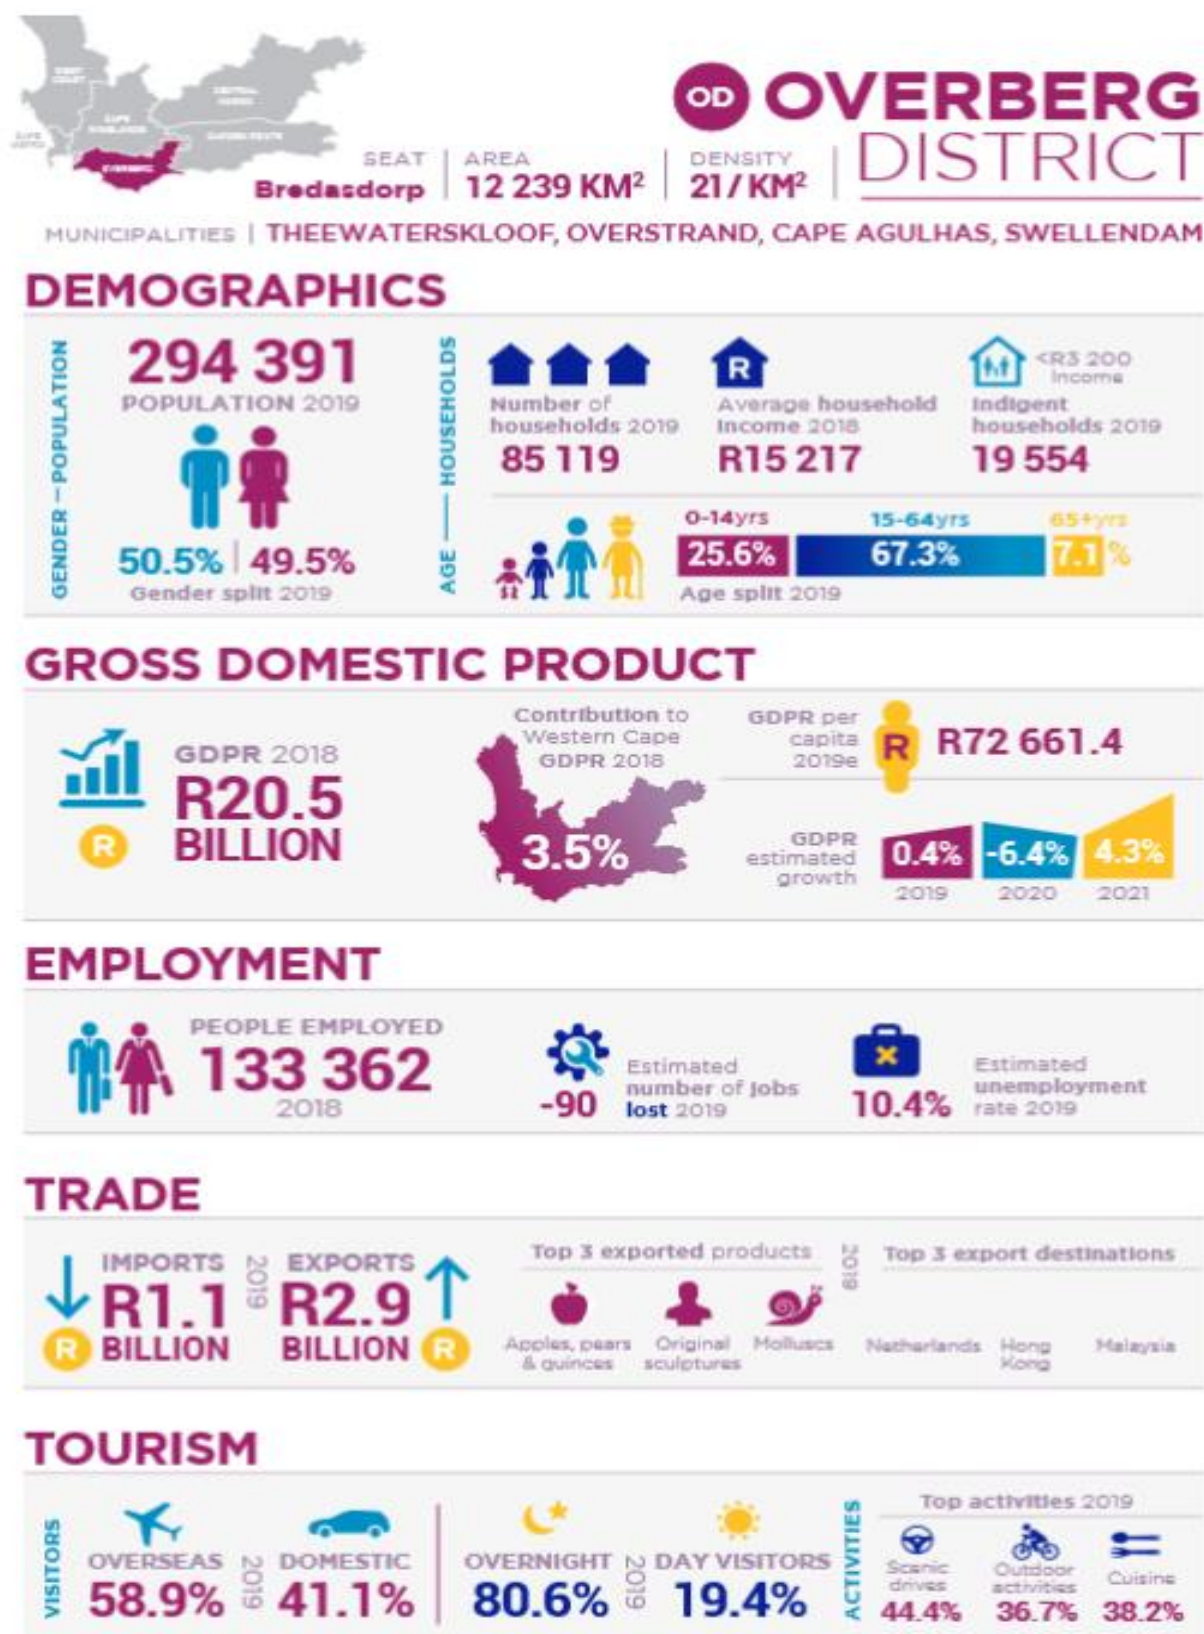 OD OVERBERG
DISTRICT
WEST
COAST
CENTRAL
KAROO
CAPE
WINELANDS
GARDEN ROUTE
OVERBERG
SEAT
Bredasdorp
AREA
12 239 KM²
DENSITY
21 / KM²
MUNICIPALITIES | THEEWATERSKLOOF, OVERSTRAND, CAPE AGULHAS, SWELLENDAM
DEMOGRAPHICS
GENDER — POPULATION
294 391
POPULATION 2019
50.5% | 49.5%
Gender split 2019
AGE — HOUSEHOLDS
Number of
households 2019
85 119
R
Average household
Income 2018
R15 217
<R3 200
Income
Indigent
households 2019
19 554
0-14yrs 15-64yrs 65+yrs
25.6% 67.3% 7.1%
Age split 2019
GROSS DOMESTIC PRODUCT
R
GDPR 2018
R20.5
BILLION
Contribution to
Western Cape
GDPR 2018
3.5%
GDPR per
capita
2019e
R
R72 661.4
GDPR
estimated
growth
0.4% -6.4% 4.3%
2019 2020 2021
EMPLOYMENT
PEOPLE EMPLOYED
133 362
2018
-90
Estimated
number of jobs
lost 2019
10.4%
Estimated
unemployment
rate 2019
TRADE
IMPORTS
R1.1
R BILLION
2019
EXPORTS
R2.9
BILLION R
Top 3 exported products
Apples, pears
& quinces
Original
sculptures
Molluscs
2019
Top 3 export destinations
Netherlands
Hong
Kong
Malaysia
TOURISM
VISITORS
OVERSEAS
58.9%
2019
DOMESTIC
41.1%
OVERNIGHT
80.6%
2019
DAY VISITORS
19.4%
ACTIVITIES
Top activities 2019
Scenic
drives
44.4%
Outdoor
activities
36.7%
Cuisine
38.2%